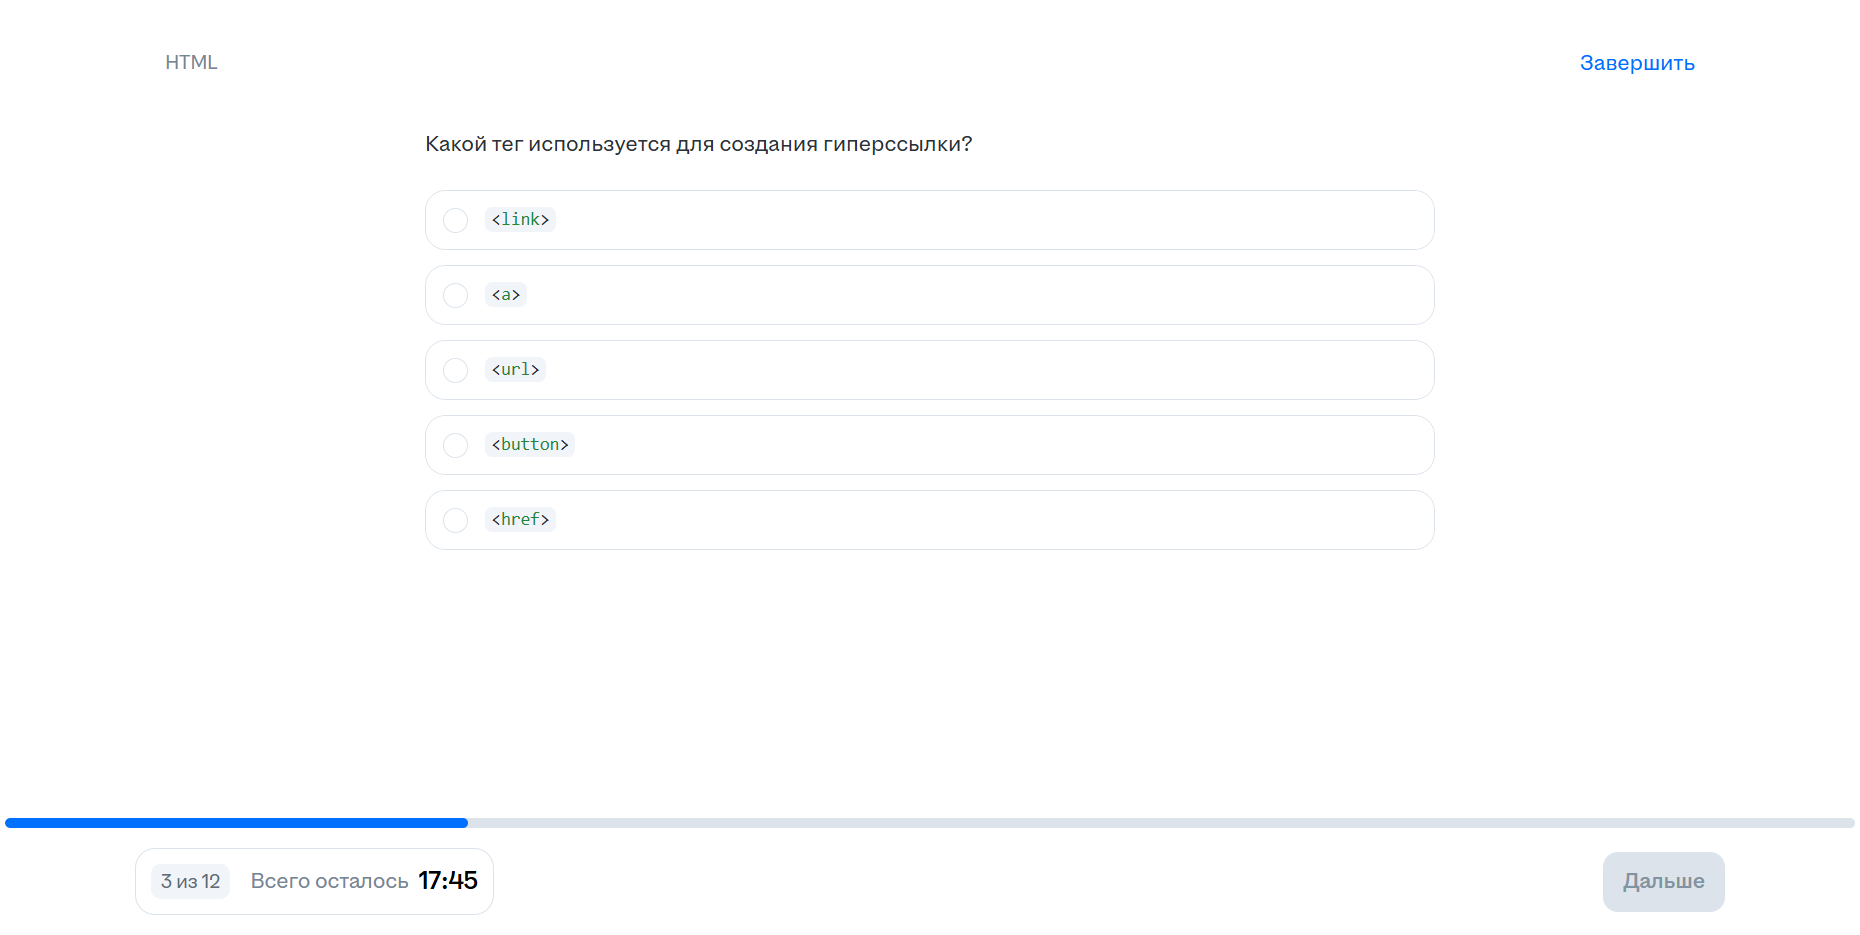 HTML
Завершить
Какой тег используется для создания гиперссылки?
<link>
<a>
<url>
<button>
<href>
3 из 12 Всего осталось 17:45
Дальше